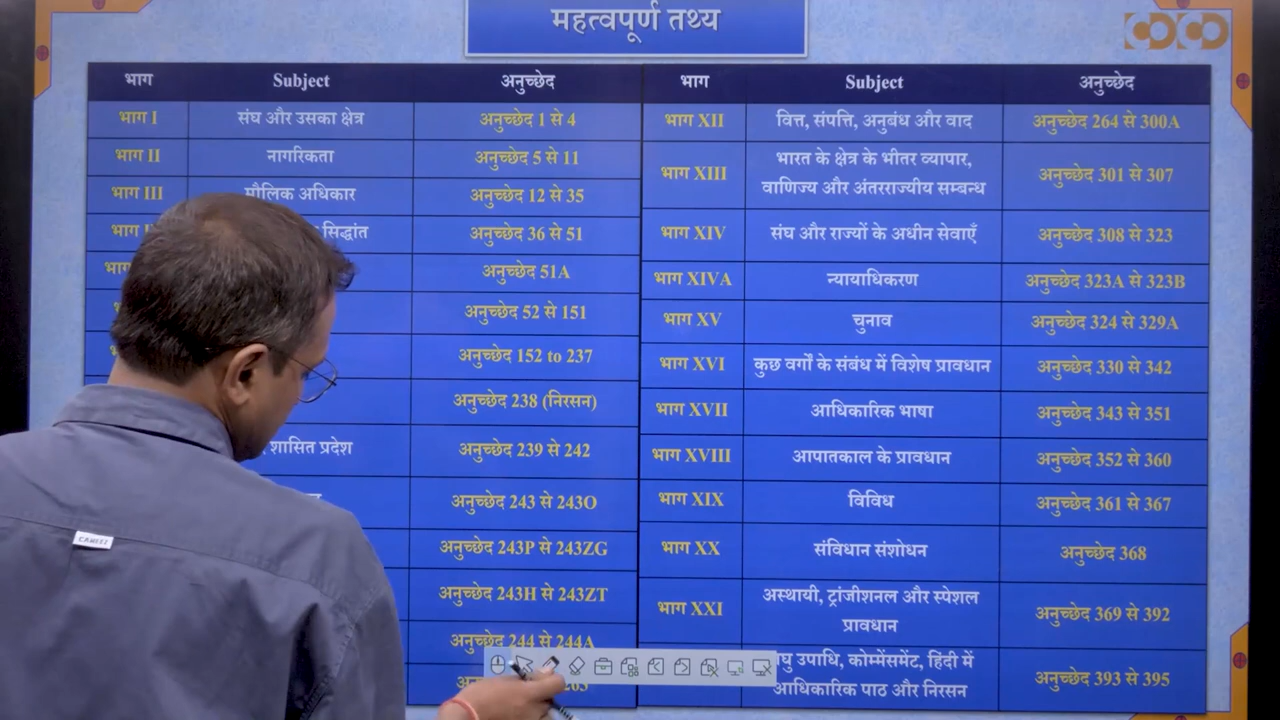 महत्वपूर्ण तथ्य
भाग Subject अनुच्छेद भाग Subject अनुच्छेद
भाग I संघ और उसका क्षेत्र अनुच्छेद 1 से 4 भाग XII वित्त, संपत्ति, अनुबंध और वाद अनुच्छेद 264 से 300A
भाग II नागरिकता अनुच्छेद 5 से 11 भाग XIII भारत के क्षेत्र के भीतर व्यापार,
वाणिज्य और अंतरराज्यीय सम्बन्ध अनुच्छेद 301 से 307
भाग III मौलिक अधिकार अनुच्छेद 12 से 35
भाग सिद्धांत अनुच्छेद 36 से 51 भाग XIV संघ और राज्यों के अधीन सेवाएँ अनुच्छेद 308 से 323
अनुच्छेद 51A भाग XIVA न्यायाधिकरण अनुच्छेद 323A से 323B
अनुच्छेद 52 से 151 भाग XV चुनाव अनुच्छेद 324 से 329A
अनुच्छेद 152 to 237 भाग XVI कुछ वर्गों के संबंध में विशेष प्रावधान अनुच्छेद 330 से 342
अनुच्छेद 238 (निरसन) भाग XVII आधिकारिक भाषा अनुच्छेद 343 से 351
शासित प्रदेश अनुच्छेद 239 से 242 भाग XVIII आपातकाल के प्रावधान अनुच्छेद 352 से 360
अनुच्छेद 243 से 243O भाग XIX विविध अनुच्छेद 361 से 367
अनुच्छेद 243P से 243ZG भाग XX संविधान संशोधन अनुच्छेद 368
अनुच्छेद 243H से 243ZT भाग XXI अस्थायी, ट्रांजीशनल और स्पेशल
प्रावधान अनुच्छेद 369 से 392
अनुच्छेद 244 से 244A
उपाधि, कोम्मेंसमेंट, हिंदी में
आधिकारिक पाठ और निरसन अनुच्छेद 393 से 395